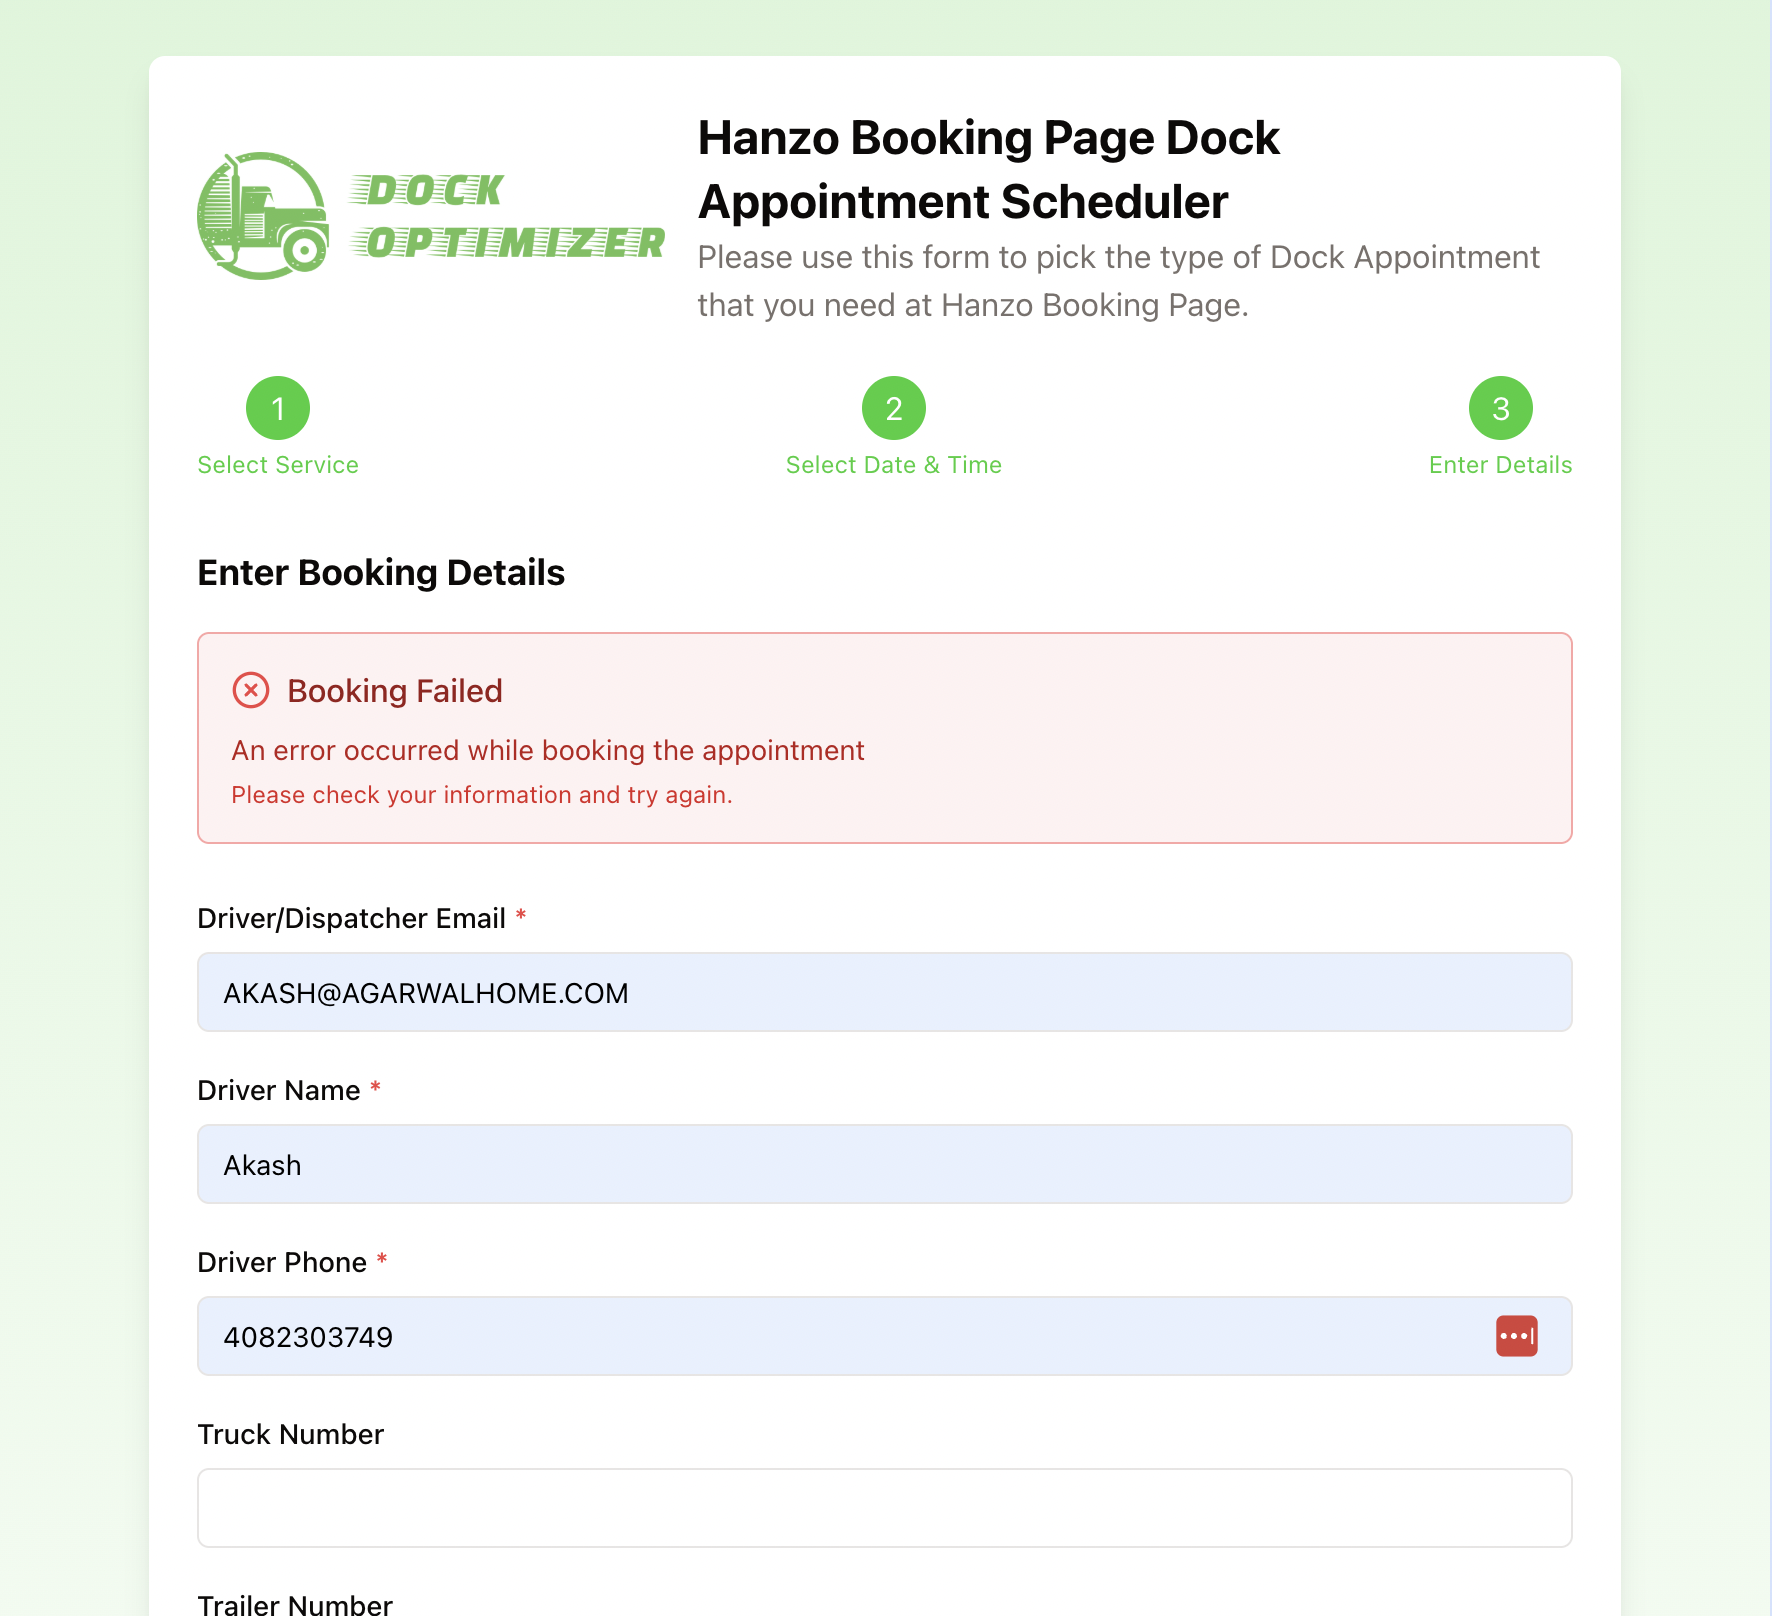 DOCK
OPTIMIZER
Hanzo Booking Page Dock
Appointment Scheduler
Please use this form to pick the type of Dock Appointment
that you need at Hanzo Booking Page.
1
2
3
Select Service
Select Date & Time
Enter Details
Enter Booking Details
Booking Failed
An error occurred while booking the appointment
Please check your information and try again.
Driver/Dispatcher Email *
AKASH@AGARWALHOME.COM
Driver Name *
Akash
Driver Phone *
4082303749
Truck Number
Trailer Number